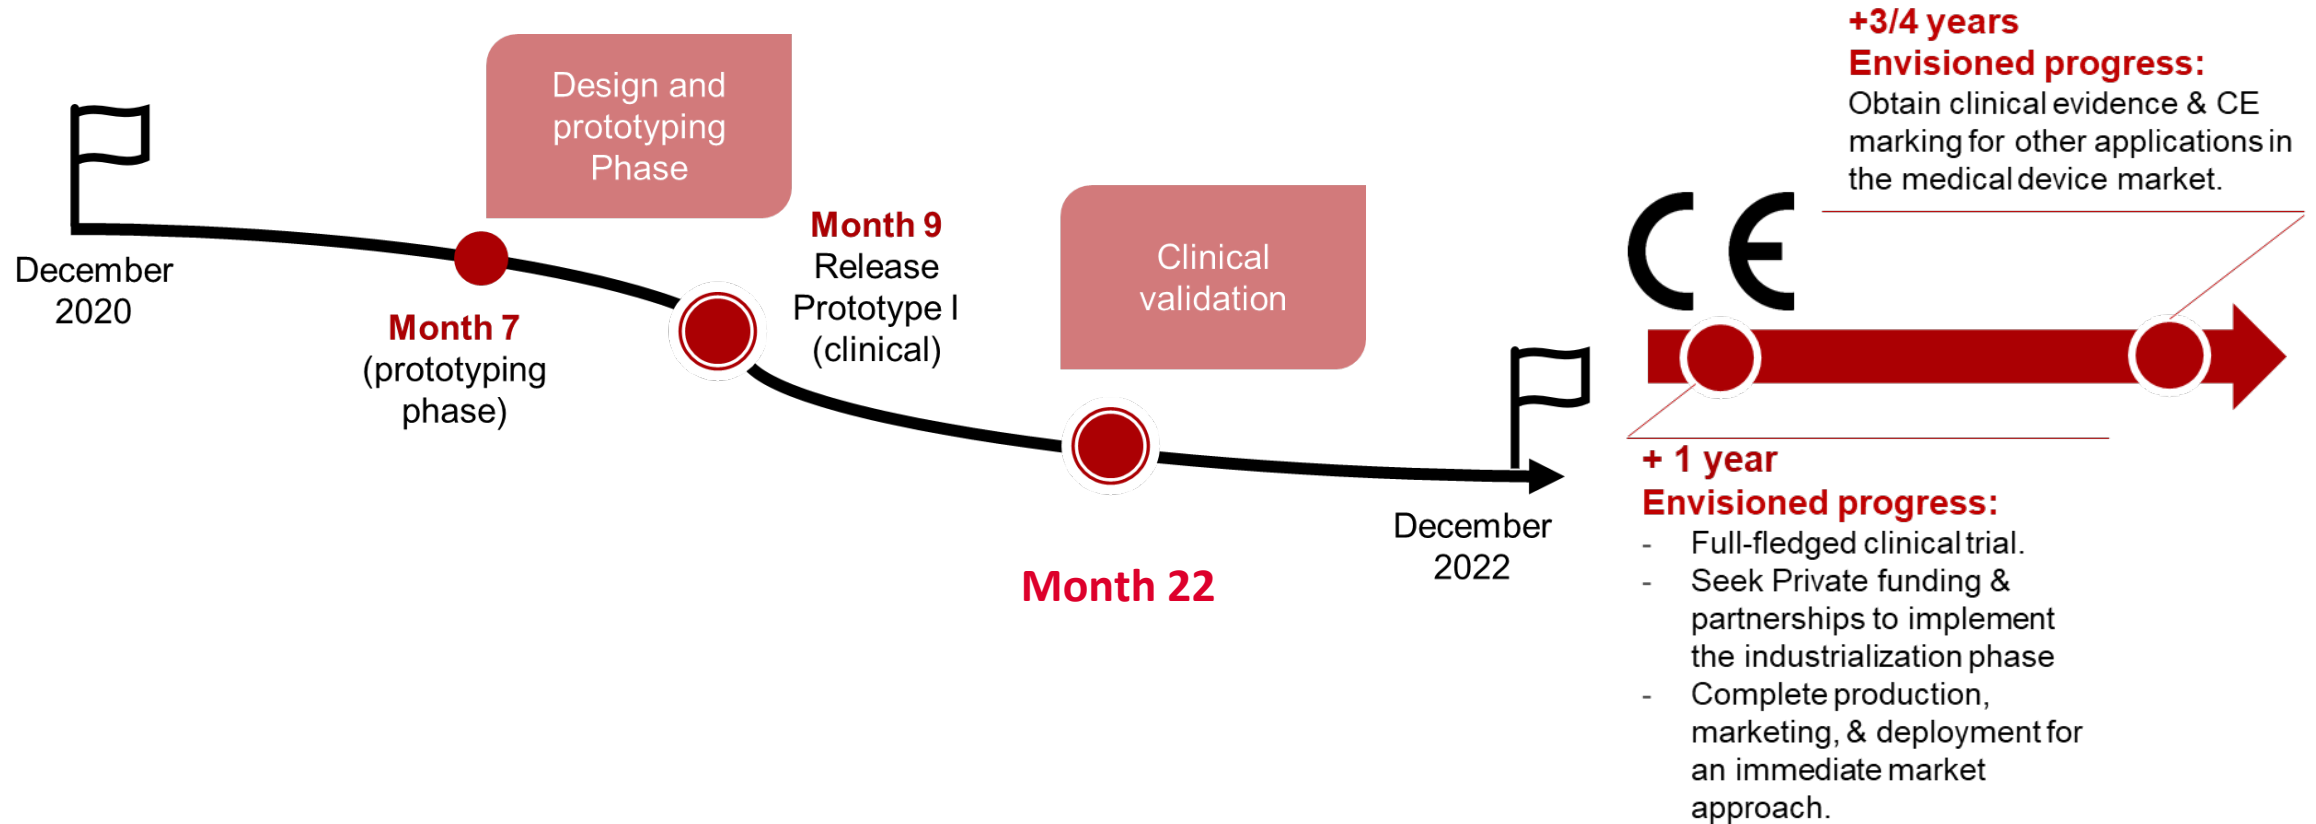 December
2020
Design and
prototyping
Phase
Month 7
(prototyping
phase)
Month 9
Release
Prototype I
(clinical)
Clinical
validation
Month 22
December
2022
CE
+3/4 years
Envisioned progress:
Obtain clinical evidence & CE
marking for other applications in
the medical device market.
+ 1 year
Envisioned progress:
- Full-fledged clinical trial.
- Seek Private funding &
partnerships to implement
the industrialization phase
- Complete production,
marketing, & deployment for
an immediate market
approach.